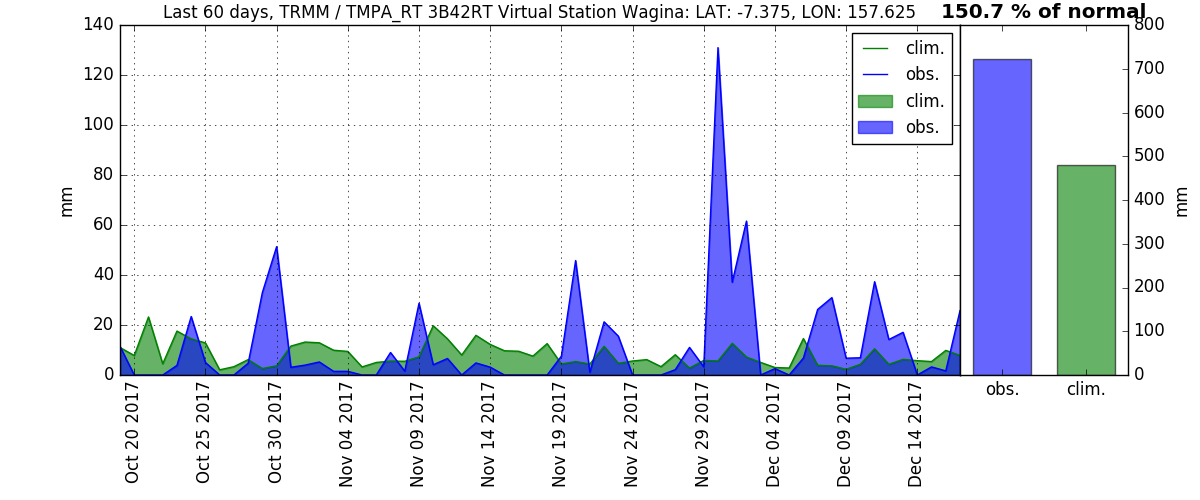 Last 60 days, TRMM / TMPA_RT 3B42RT Virtual Station Wagina: LAT: -7.375, LON: 157.625
150.7 % of normal
140
120
100
80
60
40
20
0
mm
clim.
obs.
clim.
obs.
Oct 20 2017
Oct 25 2017
Oct 30 2017
Nov 04 2017
Nov 09 2017
Nov 14 2017
Nov 19 2017
Nov 24 2017
Nov 29 2017
Dec 04 2017
Dec 09 2017
Dec 14 2017
800
700
600
500
400
300
200
100
0
mm
obs.
clim.